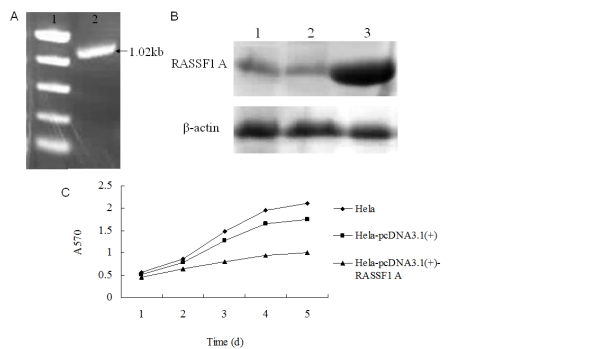 A
1 2
1.02kb
B
1 2 3
RASSF1 A
β-actin
C
A570
2.5
2
1.5
1
0.5
0
1 2 3 4 5
Time (d)
Hela
Hela-pcDNA3.1(+)
Hela-pcDNA3.1(+)-
RASSF1 A